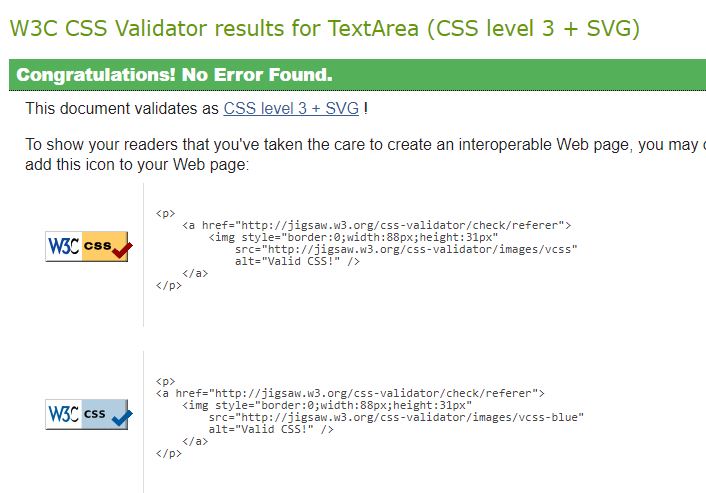 W3C CSS Validator results for TextArea (CSS level 3 + SVG)
Congratulations! No Error Found.
This document validates as CSS level 3 + SVG !
To show your readers that you've taken the care to create an interoperable Web page, you may
add this icon to your Web page:
W3C css
<p>
<a href="http://jigsaw.w3.org/css-validator/check/referer">
<img style="border:0;width:88px;height:31px"
src="http://jigsaw.w3.org/css-validator/images/vcss"
alt="Valid CSS!" />
</a>
</p>
W3C css
<p>
<a href="http://jigsaw.w3.org/css-validator/check/referer">
<img style="border:0;width:88px;height:31px"
src="http://jigsaw.w3.org/css-validator/images/vcss-blue"
alt="Valid CSS!" />
</a>
</p>